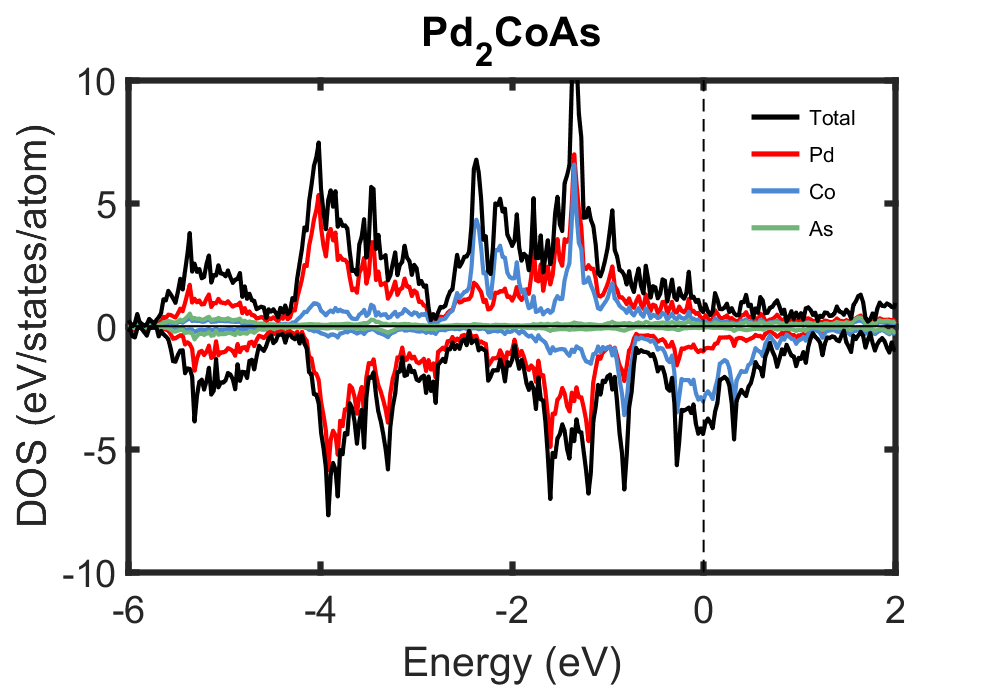 Pd₂CoAs
DOS (eV/states/atom)
10
5
0
-5
-10
Total
Pd
Co
As
-6 -4 -2 0 2
Energy (eV)